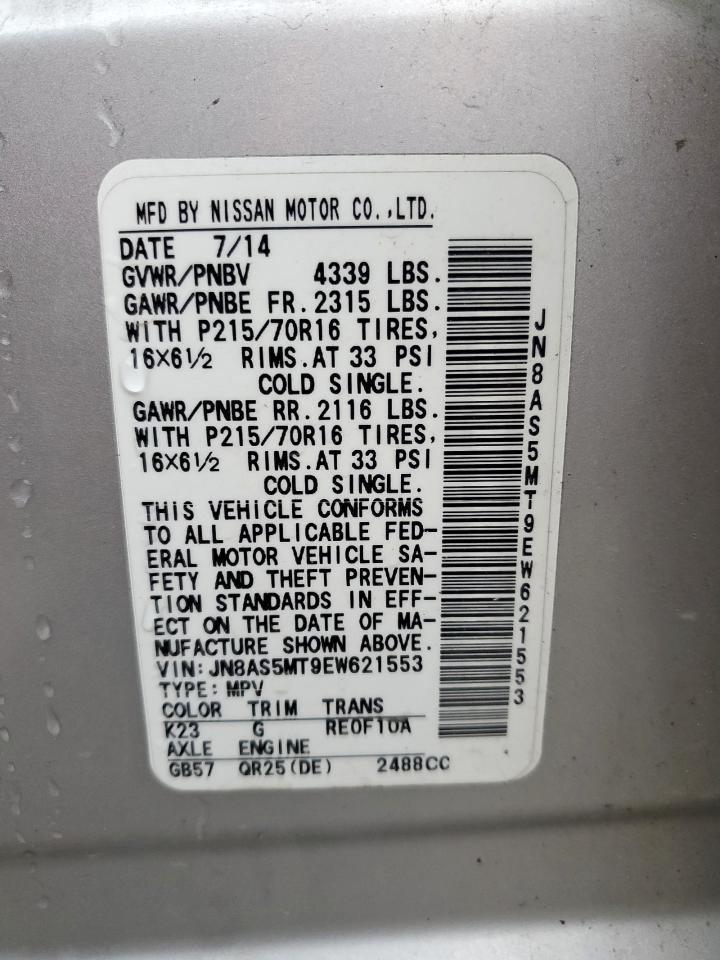 MFD BY NISSAN MOTOR CO.,LTD.
DATE 7/14
GVWR/PNBV 4339 LBS.
GAWR/PNBE FR.2315 LBS.
WITH P215/70R16 TIRES,
16X6½ RIMS.AT 33 PSI
COLD SINGLE.
GAWR/PNBE RR.2116 LBS.
WITH P215/70R16 TIRES,
16X6½ RIMS.AT 33 PSI
COLD SINGLE.
THIS VEHICLE CONFORMS
TO ALL APPLICABLE FED-
ERAL MOTOR VEHICLE SA-
FETY AND THEFT PREVEN-
TION STANDARDS IN EFF-
ECT ON THE DATE OF MA-
NUFACTURE SHOWN ABOVE.
VIN:JN8AS5MT9EW621553
TYPE:MPV
COLOR TRIM TRANS
K23 G RE0F10A
AXLE ENGINE
GB57 QR25(DE) 2488CC
JN8AS5MT9EW621553